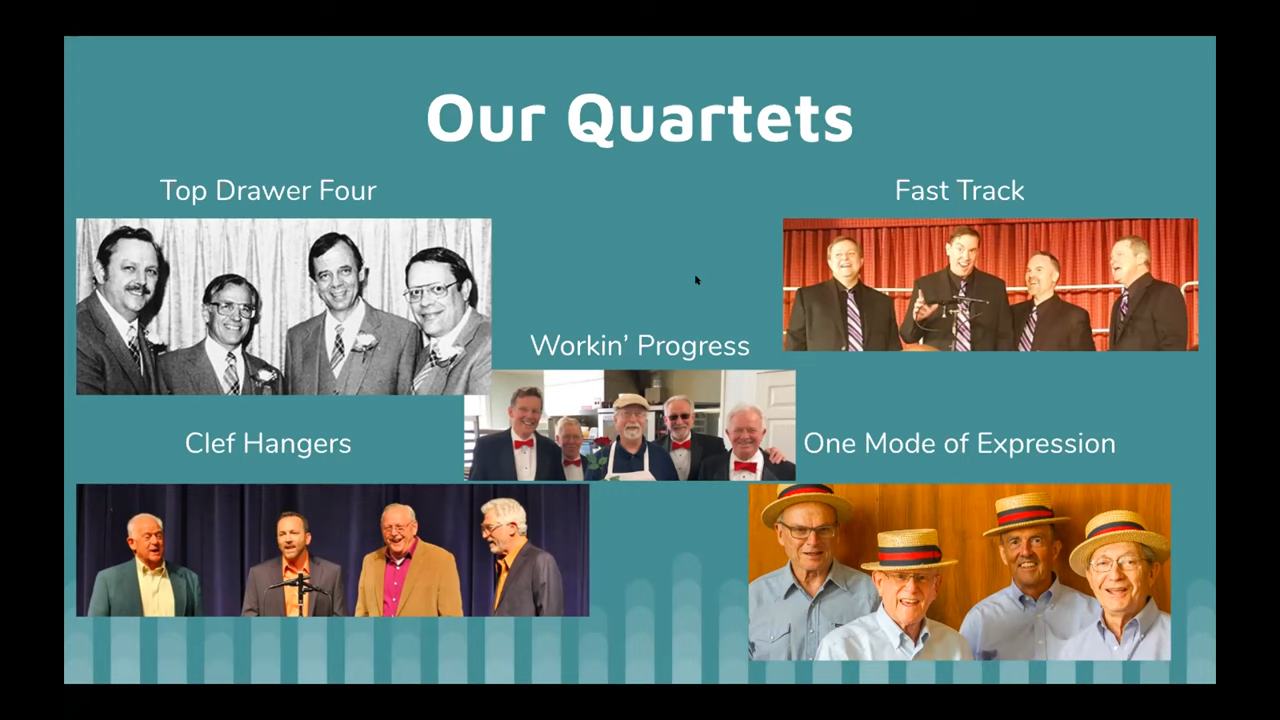 Our Quartets
Top Drawer Four
Fast Track
Workin’ Progress
Clef Hangers
One Mode of Expression